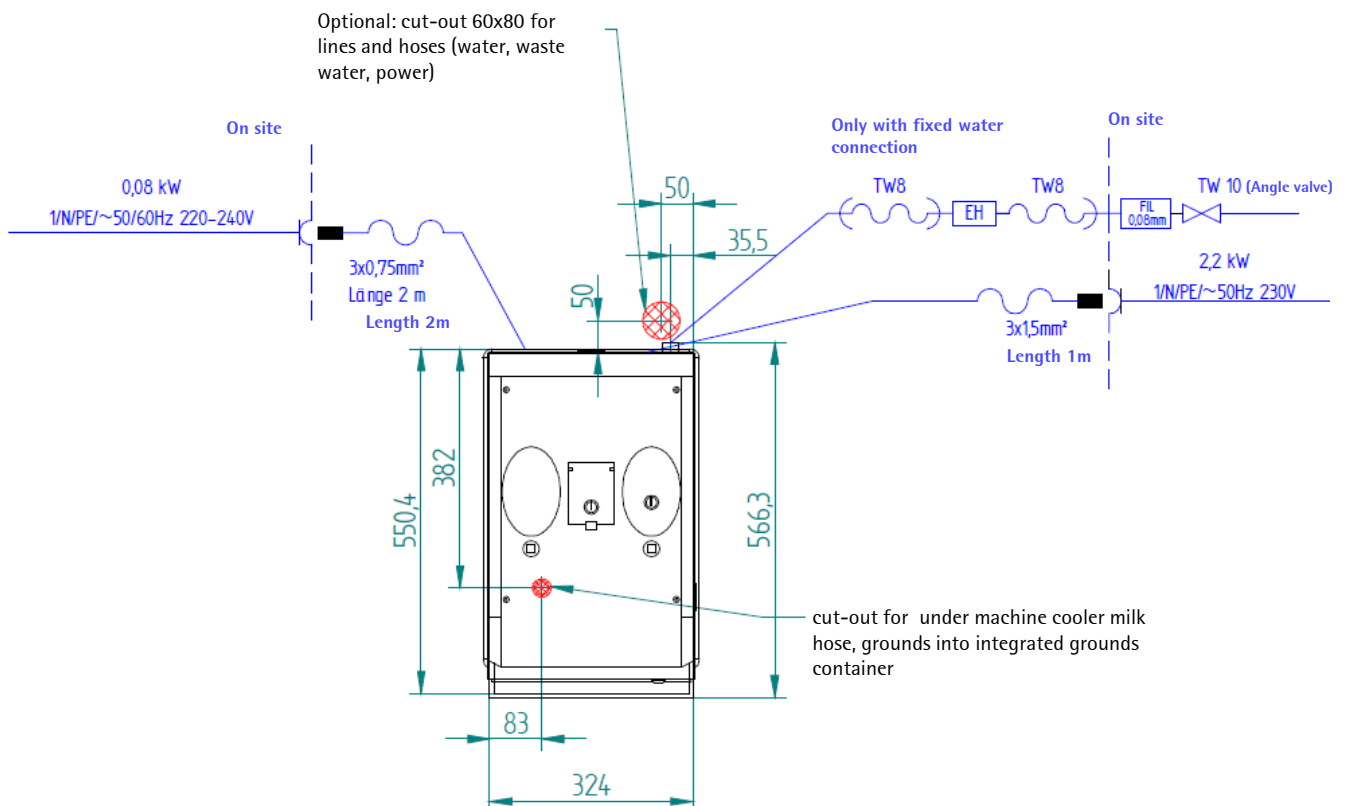 Optional: cut-out 60x80 for
lines and hoses (water, waste
water, power)
On site
0,08 kW
1/N/PE/~50/60Hz 220-240V
3x0,75mm²
Länge 2 m
Length 2m
50
35,5
50
Only with fixed water
connection
On site
TW8
EH
TW8
FIL
0,08mm
TW 10 (Angle valve)
2,2 kW
1/N/PE/~50Hz 230V
3x1,5mm²
Length 1m
550,4
382
566,3
cut-out for under machine cooler milk
hose, grounds into integrated grounds
container
83
324